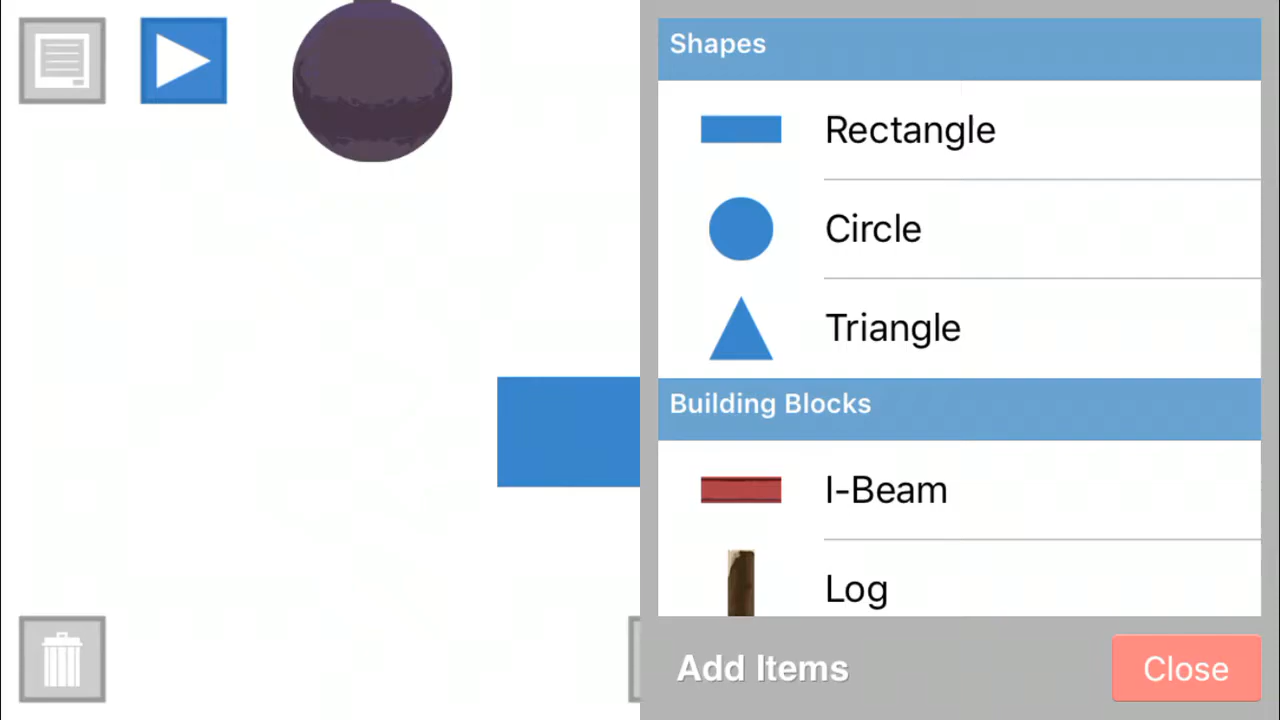 Shapes
Rectangle
Circle
Triangle
Building Blocks
I-Beam
Log
Add Items
Close